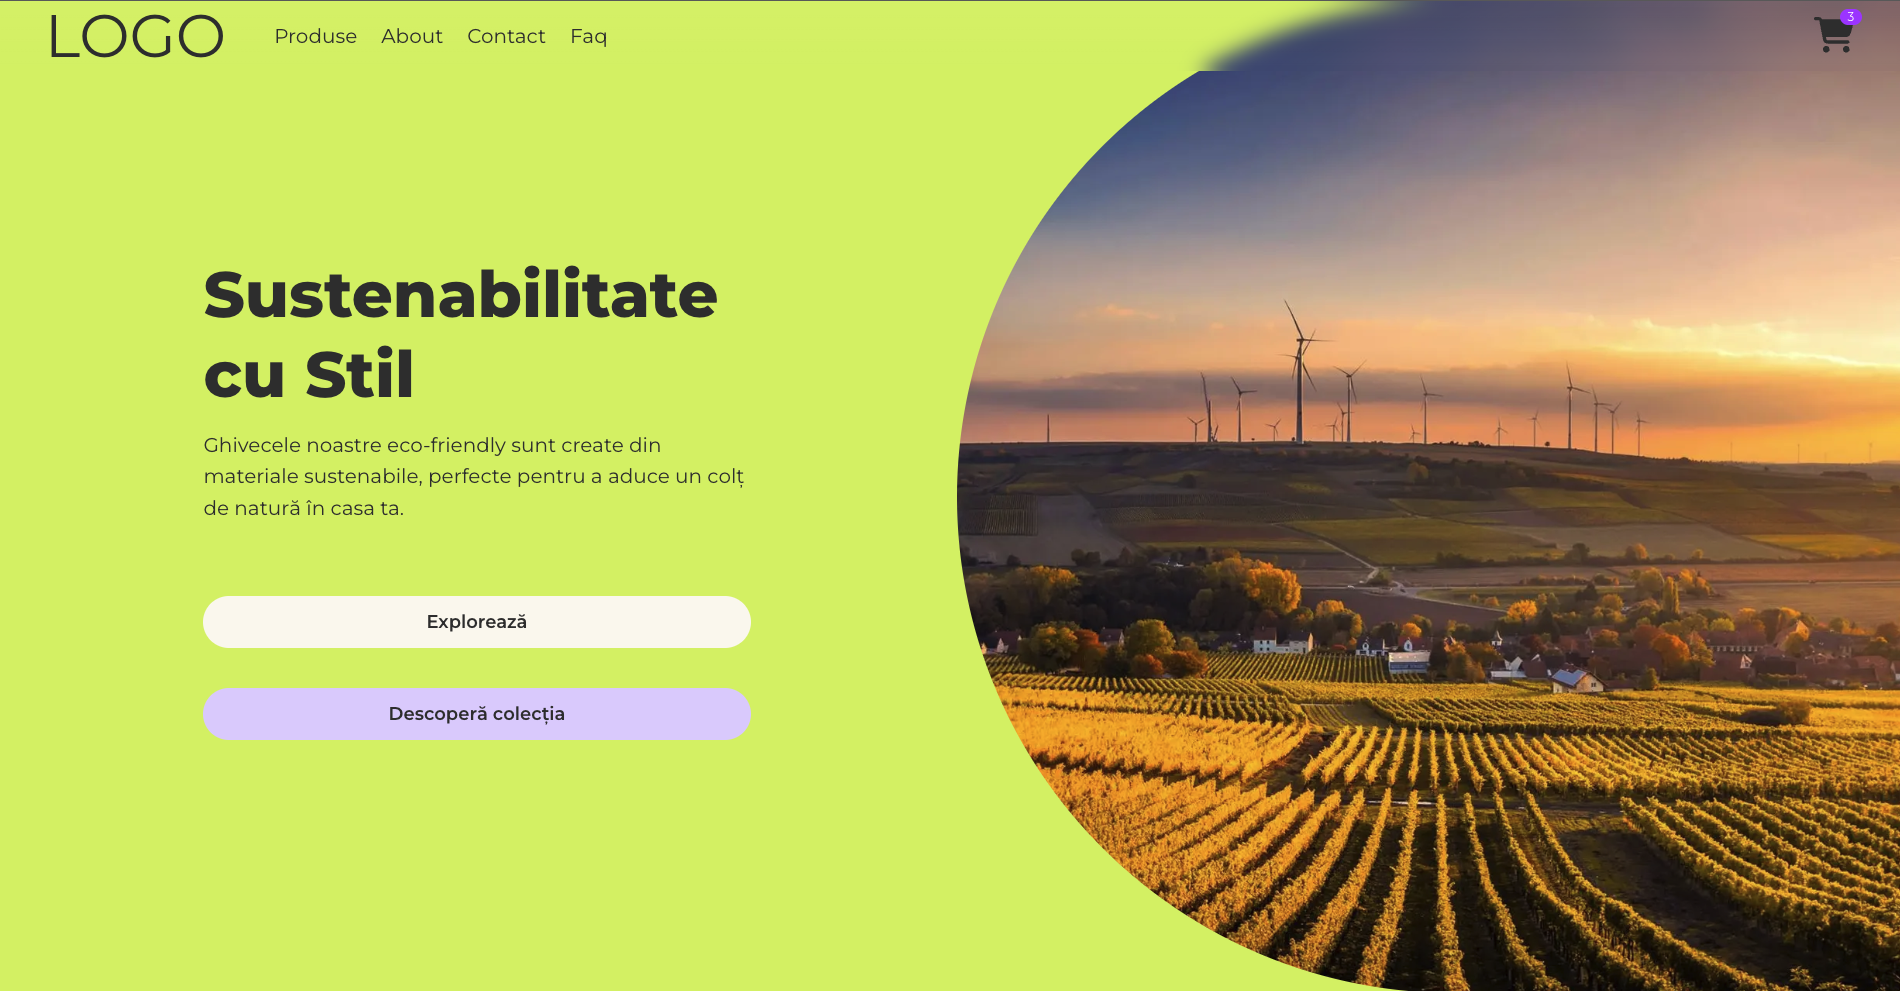 LOGO
Produse
About
Contact
Faq
3
Sustenabilitate
cu Stil
Ghivecele noastre eco-friendly sunt create din
materiale sustenabile, perfecte pentru a aduce un colț
de natură în casa ta.
Explorează
Descoperă colecția